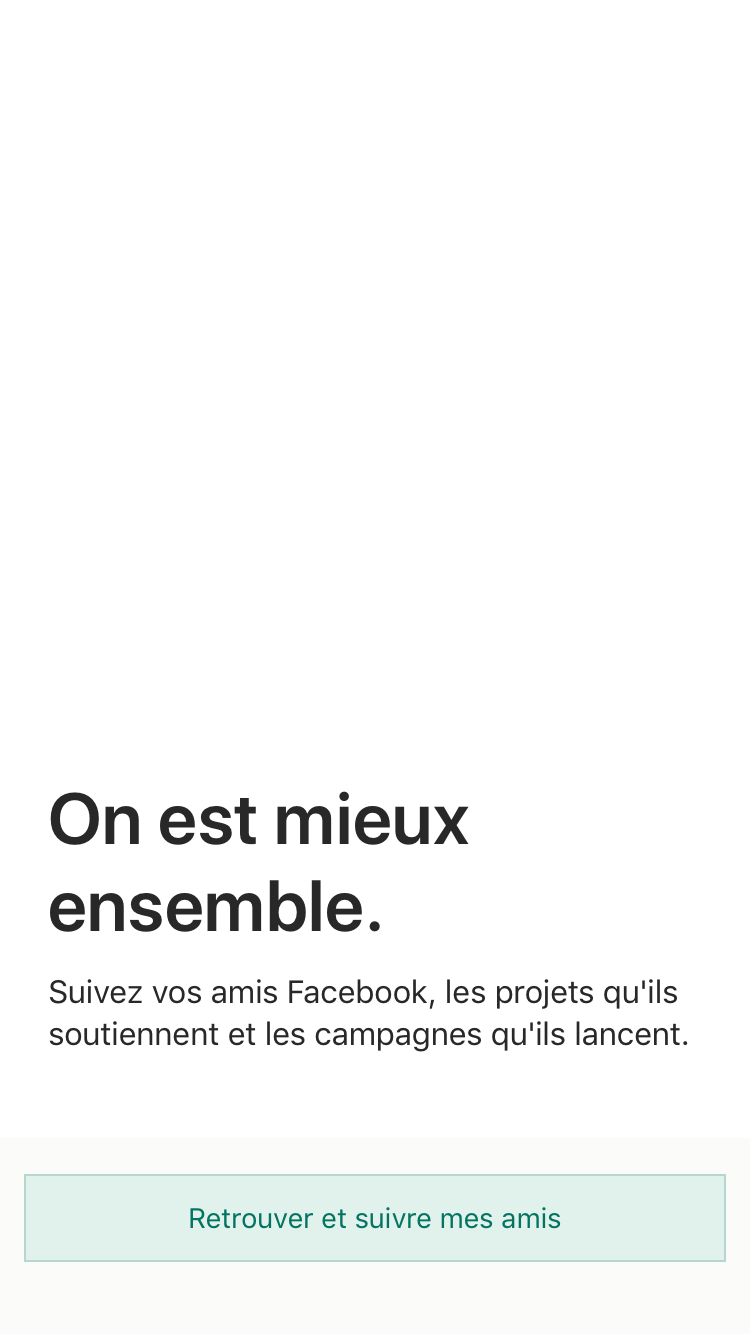 On est mieux
ensemble.
Suivez vos amis Facebook, les projets qu'ils
soutiennent et les campagnes qu'ils lancent.
Retrouver et suivre mes amis